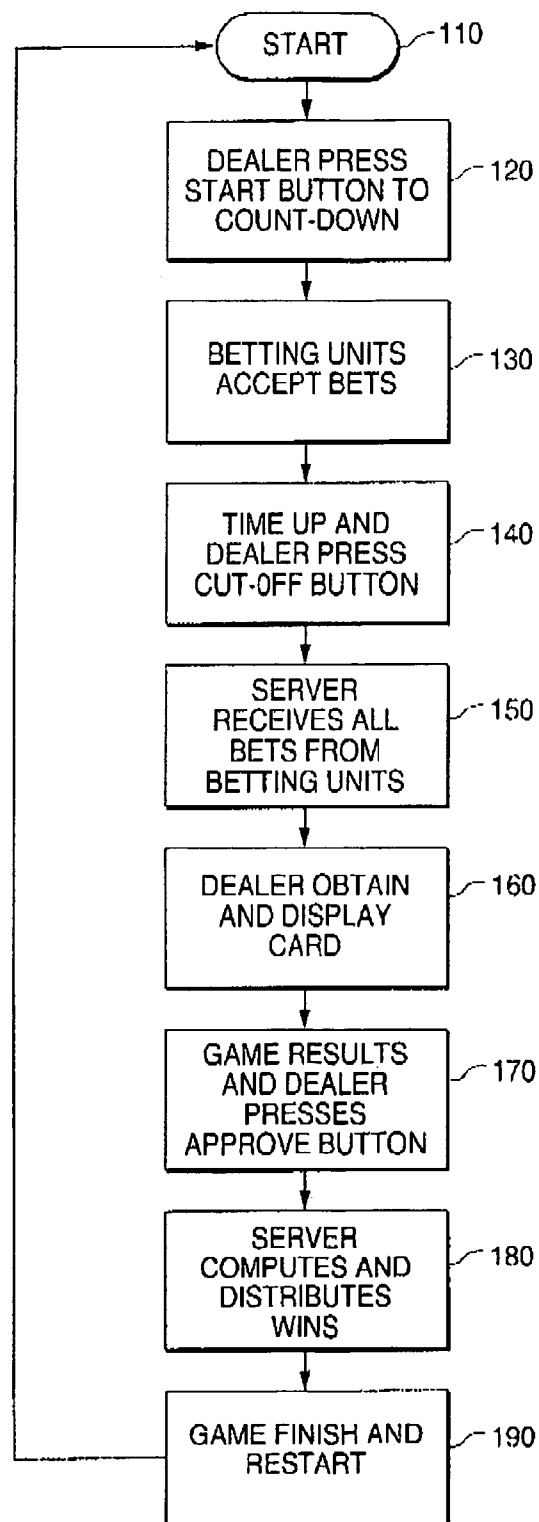 START
110
DEALER PRESS
START BUTTON TO
COUNT-DOWN
120
BETTING UNITS
ACCEPT BETS
130
TIME UP AND
DEALER PRESS
CUT-OFF BUTTON
140
SERVER
RECEIVES ALL
BETS FROM
BETTING UNITS
150
DEALER OBTAIN
AND DISPLAY
CARD
160
GAME RESULTS
AND DEALER
PRESSES
APPROVE BUTTON
170
SERVER
COMPUTES AND
DISTRIBUTES
WINS
180
GAME FINISH AND
RESTART
190